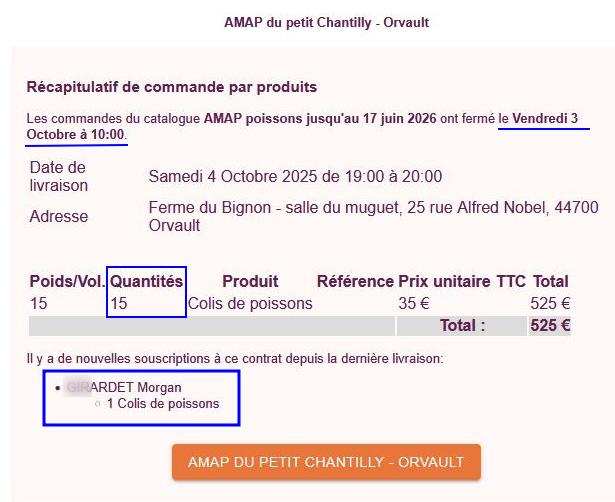 AMAP du petit Chantilly - Orvault
Récapitulatif de commande par produits
Les commandes du catalogue AMAP poissons jusqu'au 17 juin 2026 ont fermé le Vendredi 3
Octobre à 10:00.
Date de
livraison
Samedi 4 Octobre 2025 de 19:00 à 20:00
Adresse
Ferme du Bignon - salle du muguet, 25 rue Alfred Nobel, 44700
Orvault
Poids/Vol. Quantités Produit Référence Prix unitaire TTC Total
15 15 Colis de poissons 35 € 525 €
Total : 525 €
Il y a de nouvelles souscriptions à ce contrat depuis la dernière livraison:
ARDET Morgan
1 Colis de poissons
AMAP DU PETIT CHANTILLY - ORVAULT